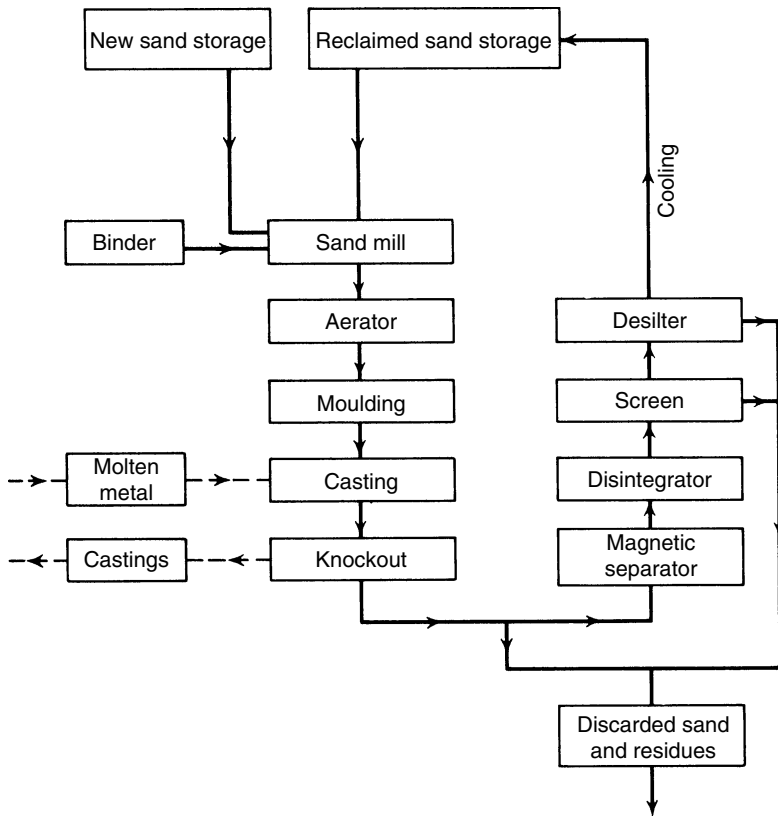 New sand storage
Reclaimed sand storage
Cooling
Binder
Sand mill
Aerator
Desilter
Moulding
Screen
Molten
metal
Casting
Disintegrator
Castings
Knockout
Magnetic
separator
Discarded sand
and residues